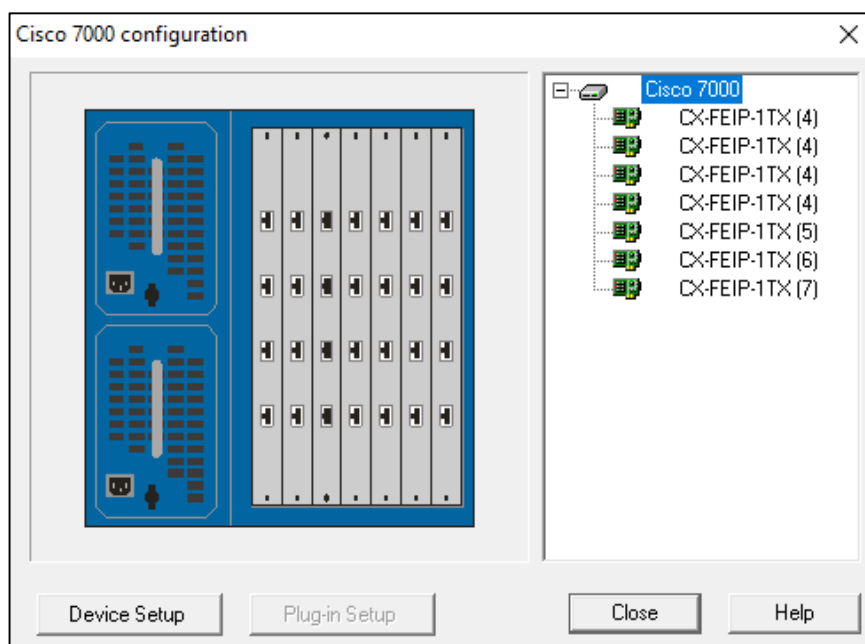 Cisco 7000 configuration
Cisco 7000
CX-FEIP-1TX (4)
CX-FEIP-1TX (4)
CX-FEIP-1TX (4)
CX-FEIP-1TX (4)
CX-FEIP-1TX (5)
CX-FEIP-1TX (6)
CX-FEIP-1TX (7)
Device Setup
Plug-in Setup
Close
Help